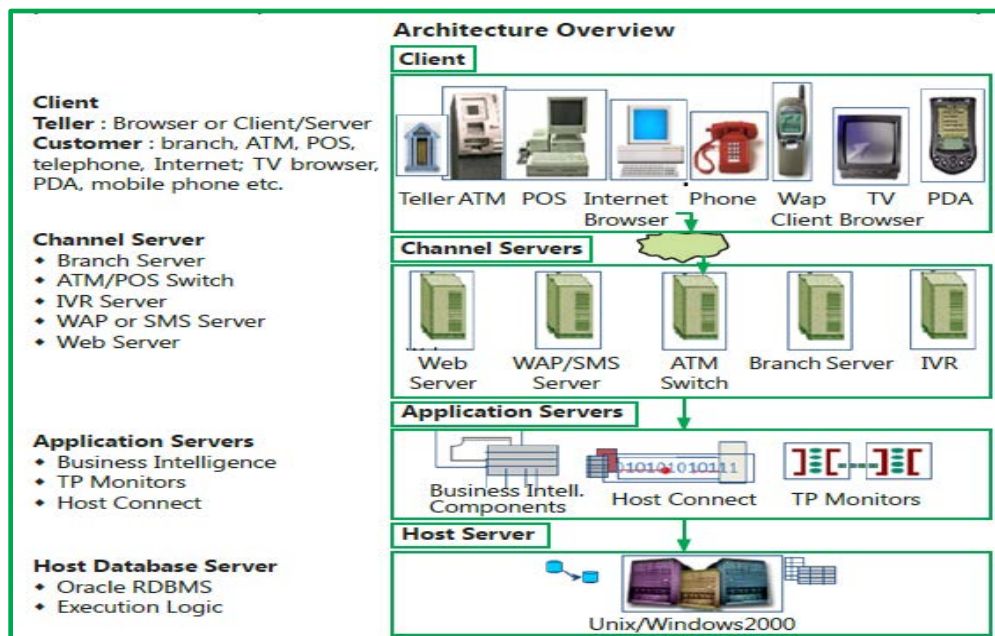 Architecture Overview
Client
Client
Teller : Browser or Client/Server
Customer : branch, ATM, POS,
telephone, Internet; TV browser,
PDA, mobile phone etc.
Teller ATM POS Internet Phone Wap TV PDA
Browser Client Browser
Channel Server
◆ Branch Server
◆ ATM/POS Switch
◆ IVR Server
◆ WAP or SMS Server
◆ Web Server
Channel Servers
Web WAP/SMS ATM Branch Server IVR
Server Server Switch
Application Servers
◆ Business Intelligence
◆ TP Monitors
◆ Host Connect
Application Servers
010101010111
Business Intell. Host Connect TP Monitors
Components
Host Database Server
◆ Oracle RDBMS
◆ Execution Logic
Host Server
Unix/Windows2000